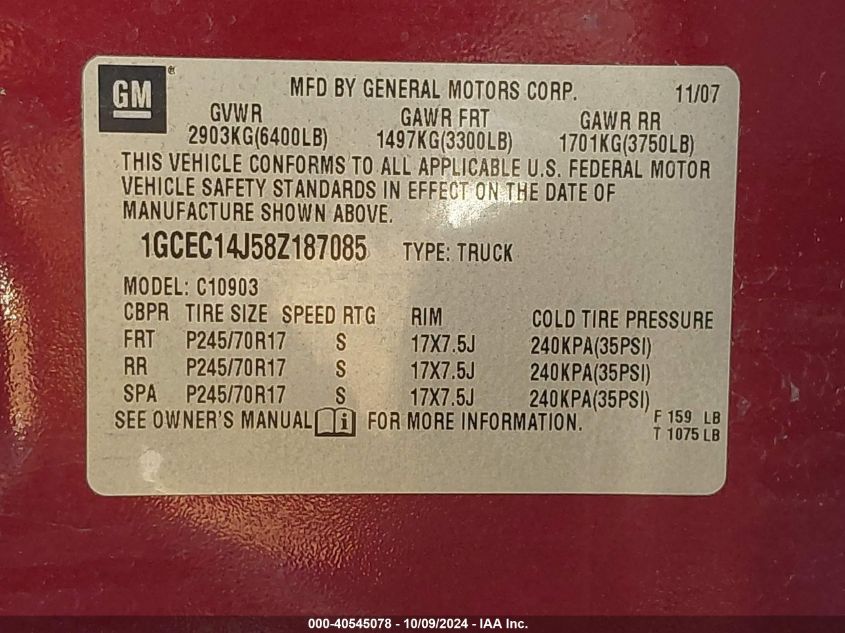 GM ® MFD BY GENERAL MOTORS CORP. 11/07
GVWR GAWR FRT GAWR RR
2903KG(6400LB) 1497KG(3300LB) 1701KG(3750LB)
THIS VEHICLE CONFORMS TO ALL APPLICABLE U.S. FEDERAL MOTOR
VEHICLE SAFETY STANDARDS IN EFFECT ON THE DATE OF
MANUFACTURE SHOWN ABOVE.
1GCEC14J58Z187085 TYPE: TRUCK
MODEL: C10903
CBPR TIRE SIZE SPEED RTG RIM COLD TIRE PRESSURE
FRT P245/70R17 S 17X7.5J 240KPA(35PSI)
RR P245/70R17 S 17X7.5J 240KPA(35PSI)
SPA P245/70R17 S 17X7.5J 240KPA(35PSI)
SEE OWNER'S MANUAL i FOR MORE INFORMATION. F 159 LB
T 1075 LB
000-40545078 - 10/09/2024 - IAA Inc.